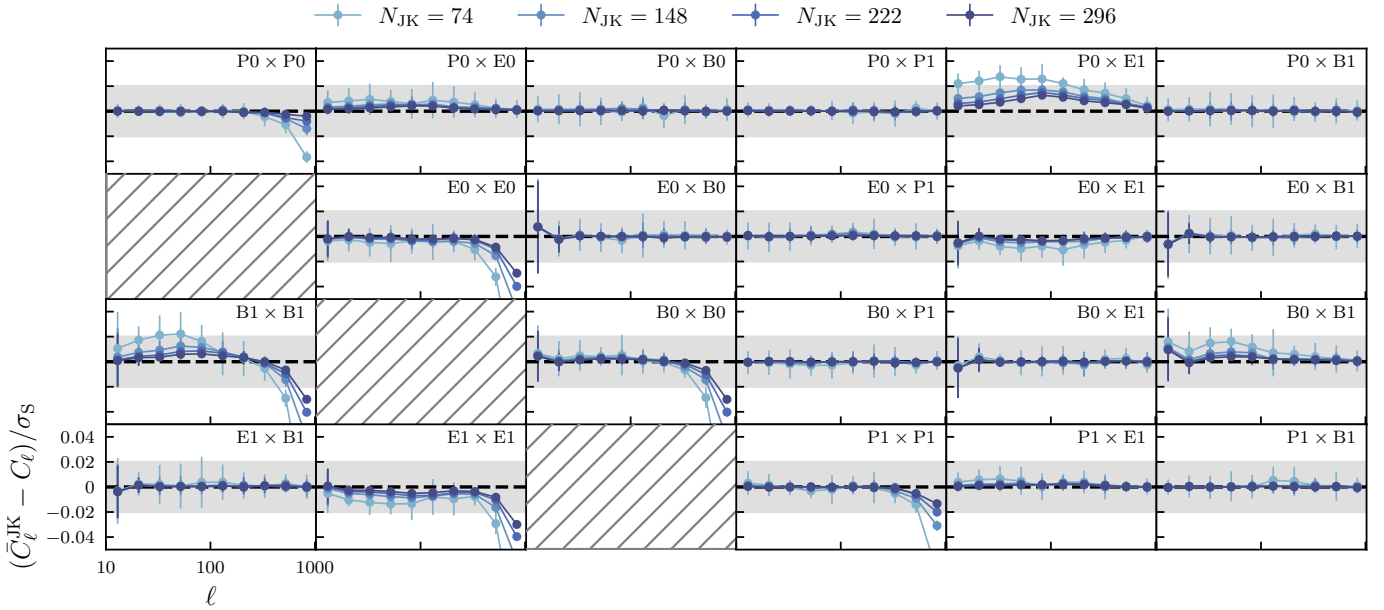 N_JK = 74 N_JK = 148 N_JK = 222 N_JK = 296
P0 × P0 P0 × E0 P0 × B0 P0 × P1 P0 × E1 P0 × B1
E0 × E0 E0 × B0 E0 × P1 E0 × E1 E0 × B1
B1 × B1 B0 × B0 B0 × P1 B0 × E1 B0 × B1
E1 × B1 E1 × E1 P1 × P1 P1 × E1 P1 × B1
0.04
0.02
0
−0.02
−0.04
(C̄_ℓ^JK − C_ℓ)/σ_S
10 100 1000
ℓ